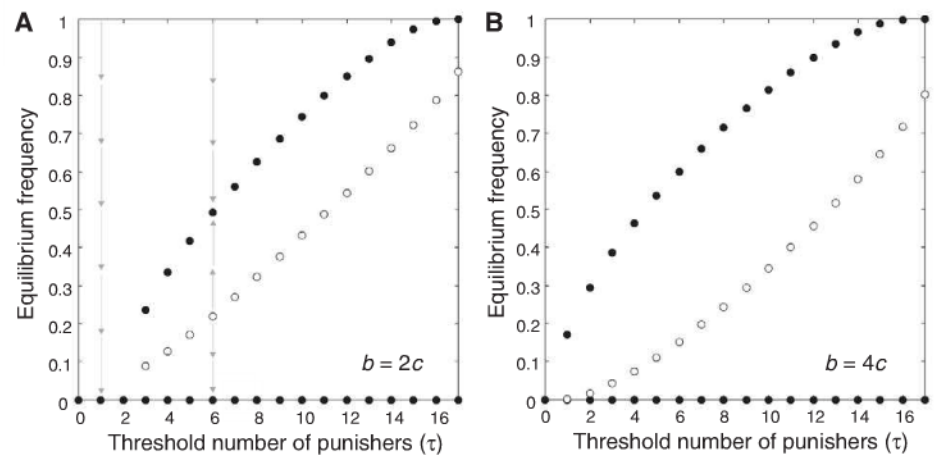 A
Equilibrium frequency
1
0.9
0.8
0.7
0.6
0.5
0.4
0.3
0.2
0.1
0
0 2 4 6 8 10 12 14 16
b = 2c
Threshold number of punishers (τ)
B
Equilibrium frequency
1
0.9
0.8
0.7
0.6
0.5
0.4
0.3
0.2
0.1
0
0 2 4 6 8 10 12 14 16
b = 4c
Threshold number of punishers (τ)